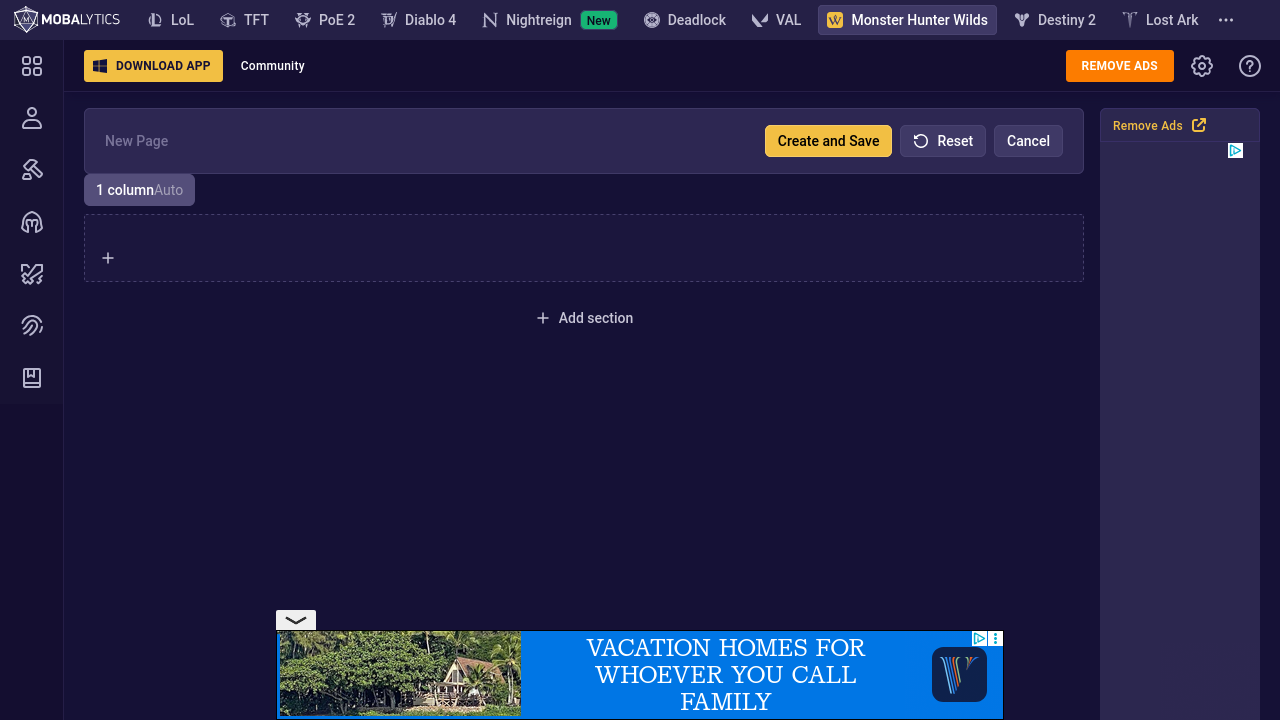 MOBALYTICS
LoL
TFT
PoE 2
Diablo 4
Nightreign
New
Deadlock
VAL
Monster Hunter Wilds
Destiny 2
Lost Ark
DOWNLOAD APP
Community
REMOVE ADS
New Page
Create and Save
Reset
Cancel
Remove Ads
1 column Auto
Add section
VACATION HOMES FOR
WHOEVER YOU CALL
FAMILY